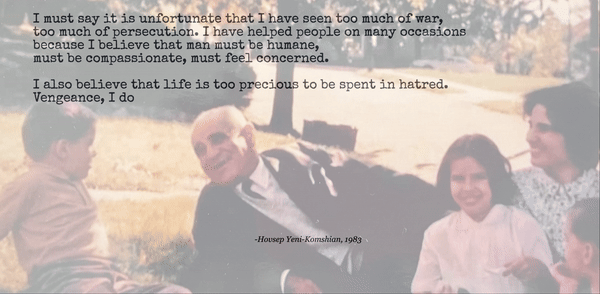 I must say it is unfortunate that I have seen too much of war,
too much of persecution. I have helped people on many occasions
because I believe that man must be humane,
must be compassionate, must feel concerned.
I also believe that life is too precious to be spent in hatred.
Vengeance, I do
-Hovsep Yeni-Komshian, 1983